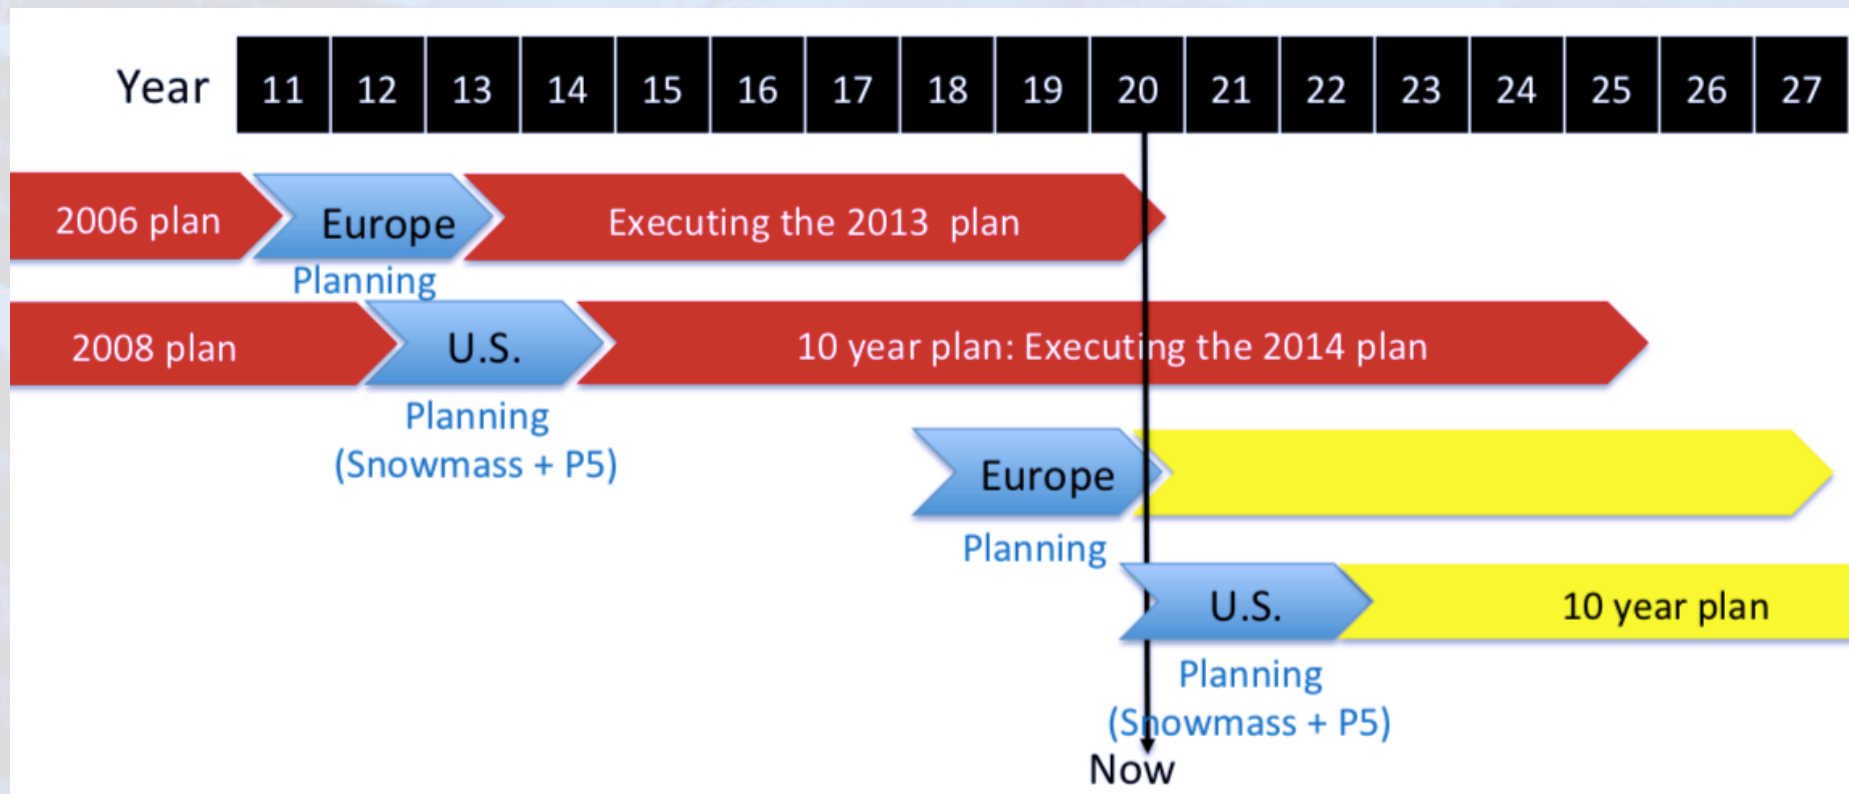 Year 11 12 13 14 15 16 17 18 19 20 21 22 23 24 25 26 27
2006 plan Europe Executing the 2013 plan
Planning
2008 plan U.S. 10 year plan: Executing the 2014 plan
Planning
(Snowmass + P5)
Europe
Planning
U.S. 10 year plan
Planning
(Snowmass + P5)
Now